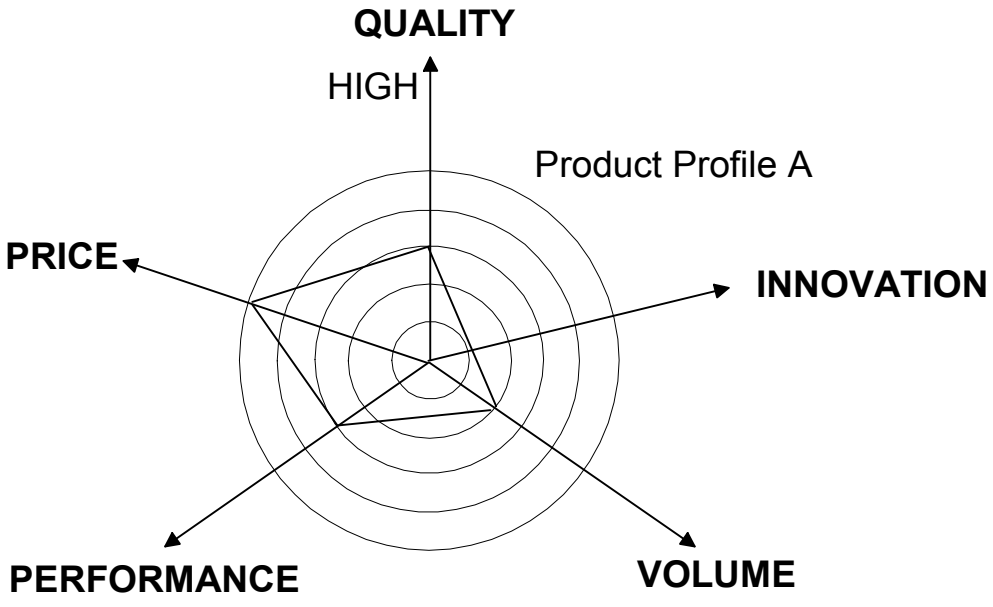 QUALITY
HIGH
Product Profile A
PRICE
INNOVATION
PERFORMANCE
VOLUME